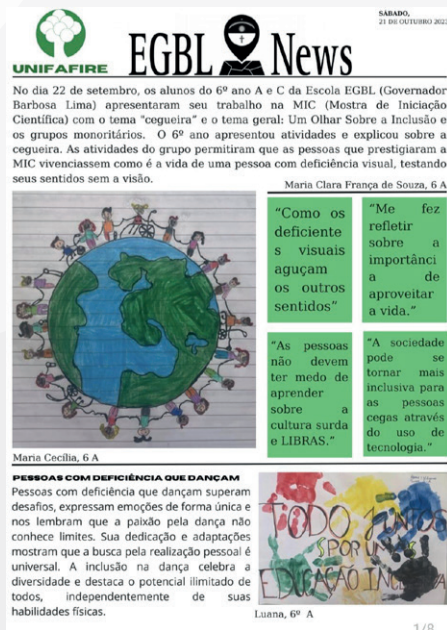 SÁBADO,
21 DE OUTUBRO 2023
UNIFAFIRE
EGBL News
No dia 22 de setembro, os alunos do 6º ano A e C da Escola EGBL (Governador
Barbosa Lima) apresentaram seu trabalho na MIC (Mostra de Iniciação
Científica) com o tema "cegueira" e o tema geral: Um Olhar Sobre a Inclusão e
os grupos monoritários. O 6º ano apresentou atividades e explicou sobre a
cegueira. As atividades do grupo permitiram que as pessoas que prestigiaram a
MIC vivenciassem como é a vida de uma pessoa com deficiência visual, testando
seus sentidos sem a visão.
Maria Clara França de Souza, 6 A
"Como os
deficiente
s visuais
aguçam
os outros
sentidos"
"Me fez
refletir
sobre a
importânci
a de
aproveitar
a vida."
"As pessoas
não devem
ter medo de
aprender
sobre a
cultura surda
e LIBRAS."
"A sociedade
pode se
tornar mais
inclusiva para
as pessoas
cegas através
do uso de
tecnologia."
Maria Cecília, 6 A
PESSOAS COM DEFICIÊNCIA QUE DANÇAM
Pessoas com deficiência que dançam superam
desafios, expressam emoções de forma única e
nos lembram que a paixão pela dança não
conhece limites. Sua dedicação e adaptações
mostram que a busca pela realização pessoal é
universal. A inclusão na dança celebra a
diversidade e destaca o potencial ilimitado de
todos, independentemente de suas
habilidades físicas.
TODO JUNTOS
POR UMA
EDUCAÇÃO INCLUSIVA
Luana, 6º A
1/8